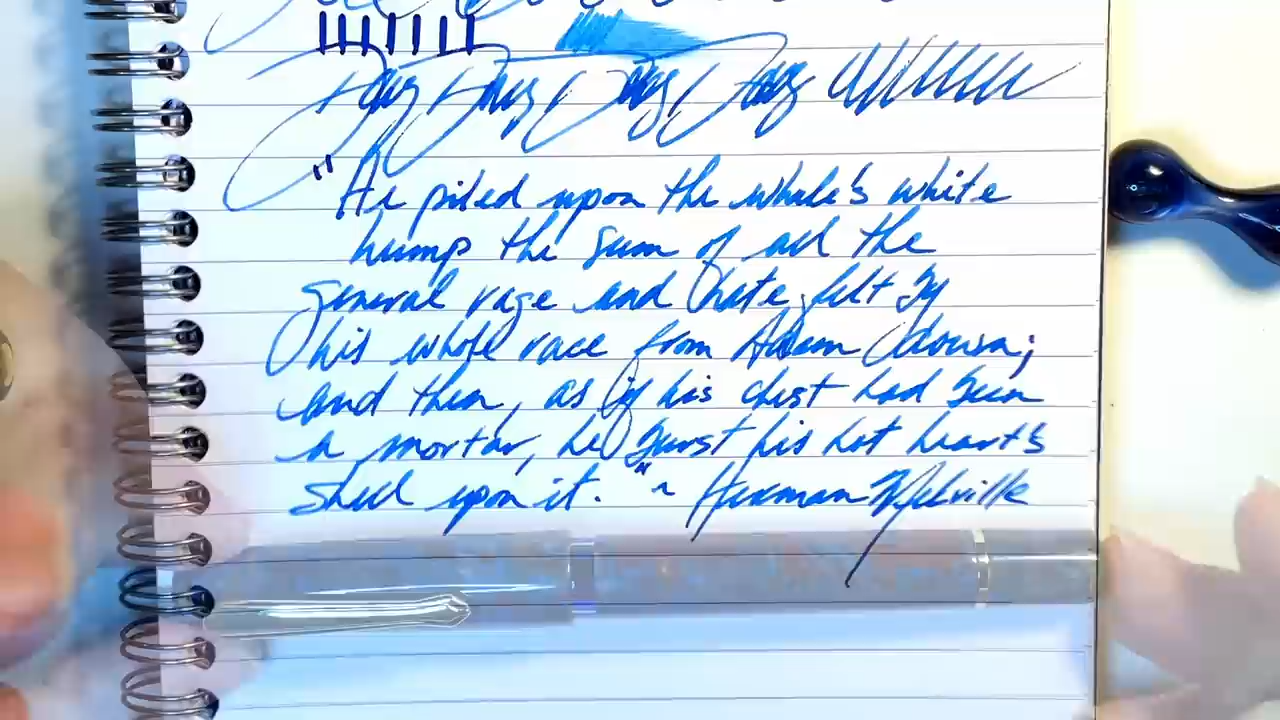 "He piled upon the whale's white
hump the sum of all the
general rage and hate felt by
his whole race from Adam down;
and then, as if his chest had been
a mortar, he burst his hot heart's
shell upon it." ~ Herman Melville